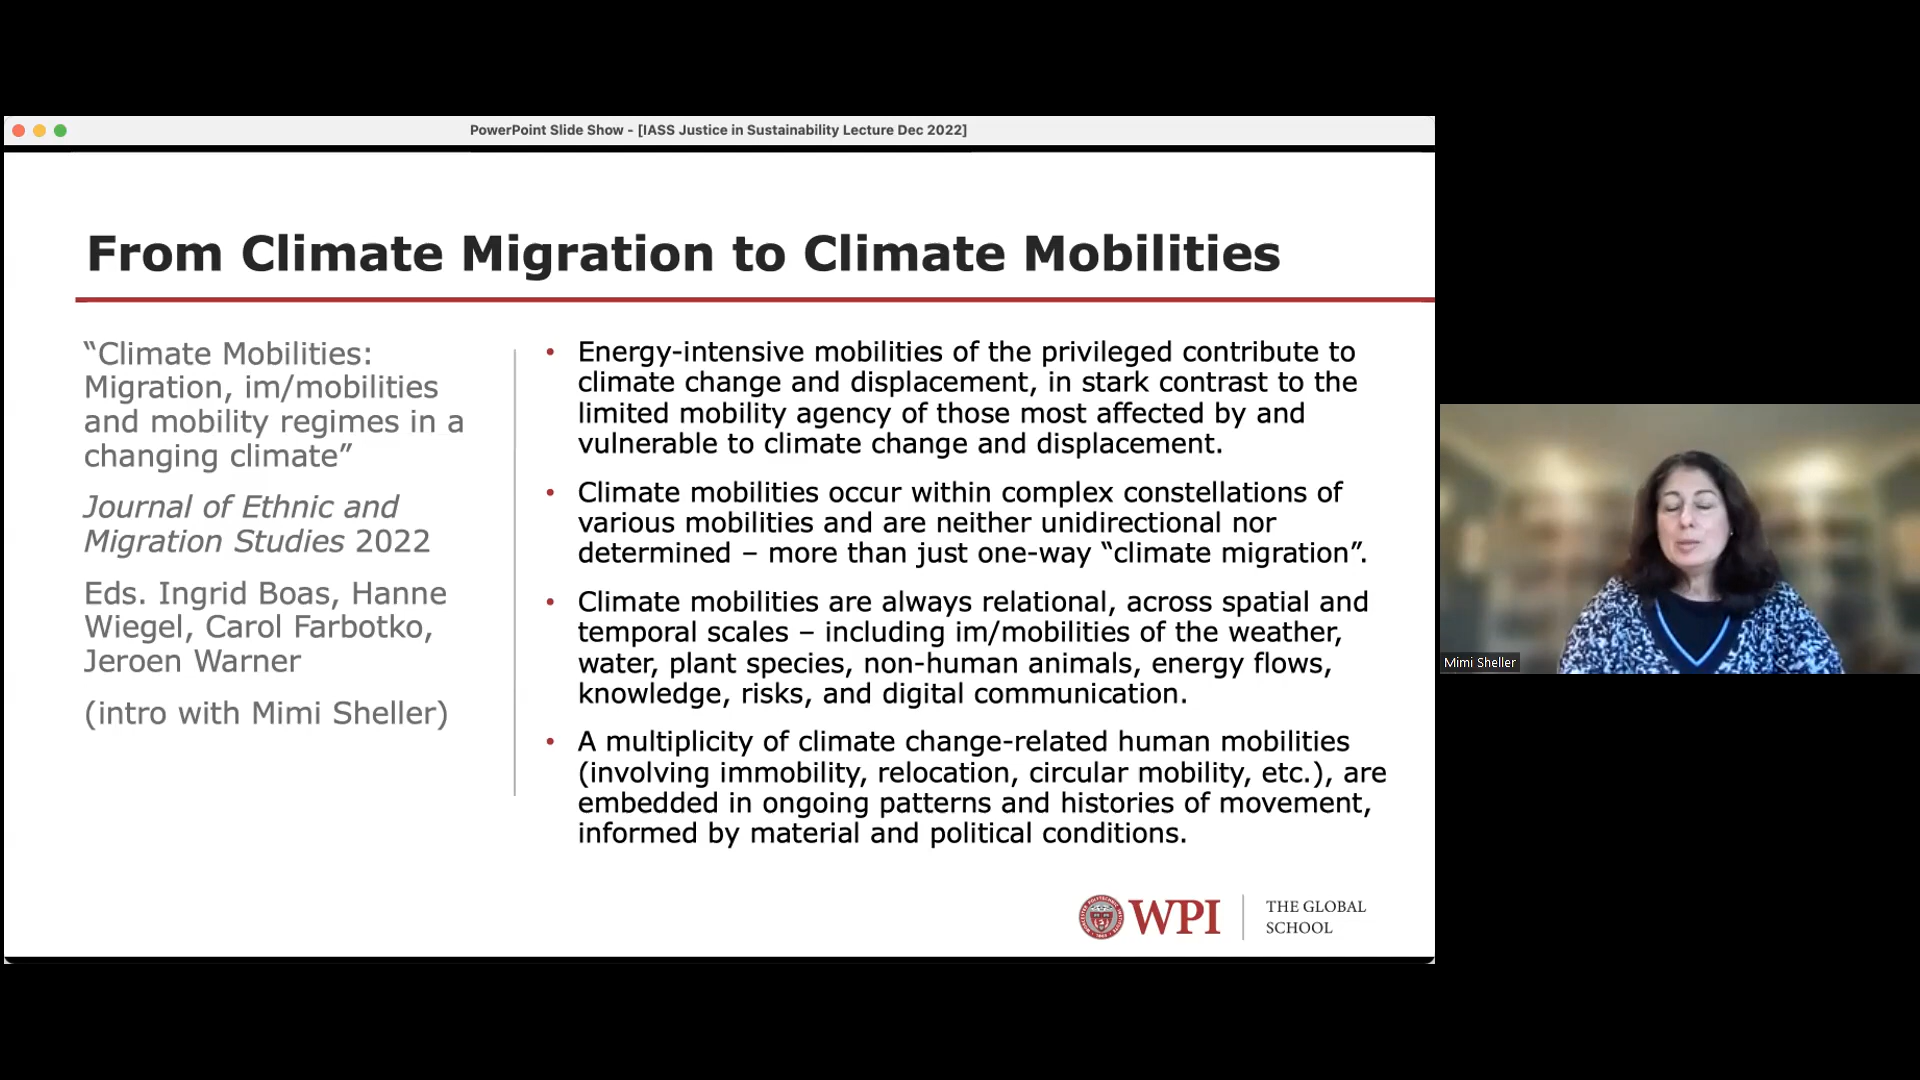 PowerPoint Slide Show - [IASS Justice in Sustainability Lecture Dec 2022]
From Climate Migration to Climate Mobilities
“Climate Mobilities:
Migration, im/mobilities
and mobility regimes in a
changing climate”
Journal of Ethnic and
Migration Studies 2022
Eds. Ingrid Boas, Hanne
Wiegel, Carol Farbotko,
Jeroen Warner
(intro with Mimi Sheller)
• Energy-intensive mobilities of the privileged contribute to
climate change and displacement, in stark contrast to the
limited mobility agency of those most affected by and
vulnerable to climate change and displacement.
• Climate mobilities occur within complex constellations of
various mobilities and are neither unidirectional nor
determined – more than just one-way “climate migration”.
• Climate mobilities are always relational, across spatial and
temporal scales – including im/mobilities of the weather,
water, plant species, non-human animals, energy flows,
knowledge, risks, and digital communication.
• A multiplicity of climate change-related human mobilities
(involving immobility, relocation, circular mobility, etc.), are
embedded in ongoing patterns and histories of movement,
informed by material and political conditions.
WPI
THE GLOBAL
SCHOOL
Mimi Sheller